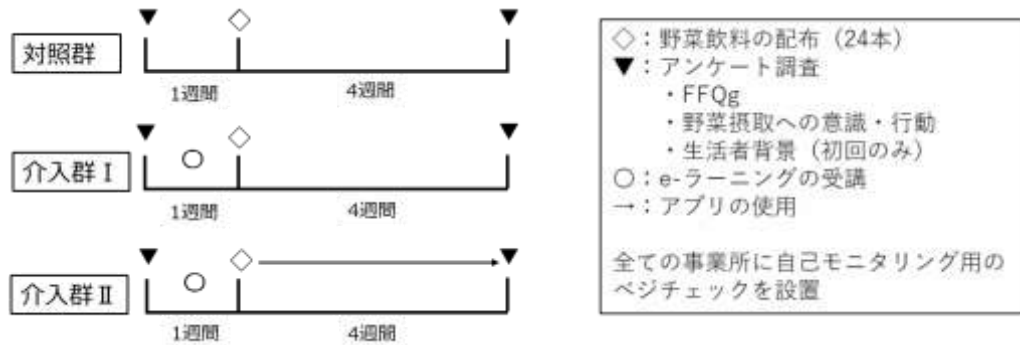 対照群
1週間
4週間
介入群Ⅰ
1週間
4週間
介入群Ⅱ
1週間
4週間
◇：野菜飲料の配布（24本）
▼：アンケート調査
・FFQg
・野菜摂取への意識・行動
・生活者背景（初回のみ）
○：e-ラーニングの受講
→：アプリの使用
全ての事業所に自己モニタリング用の
ベジチェックを設置